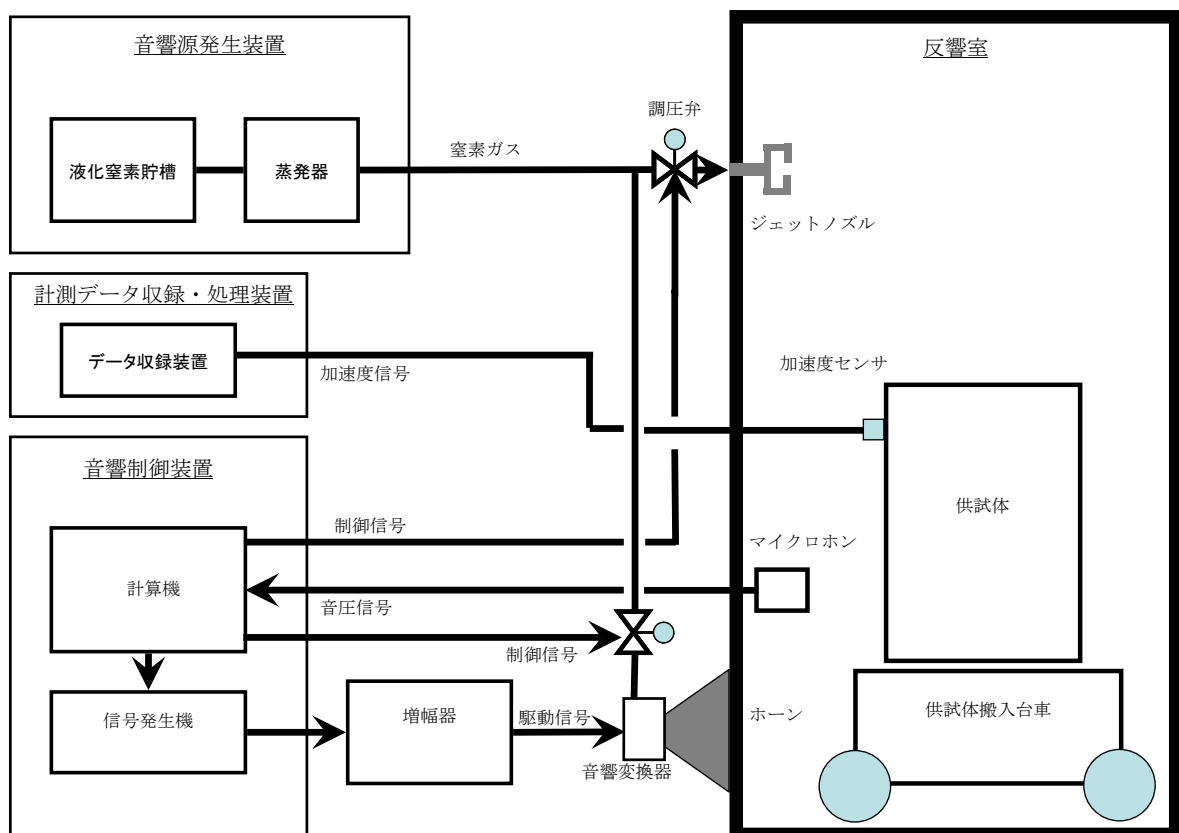 音響源発生装置
液化窒素貯槽
蒸発器
窒素ガス
調圧弁
反響室
ジェットノズル
計測データ収録・処理装置
データ収録装置
加速度信号
加速度センサ
供試体
音響制御装置
計算機
制御信号
マイクロホン
音圧信号
制御信号
信号発生機
増幅器
駆動信号
音響変換器
ホーン
供試体搬入台車